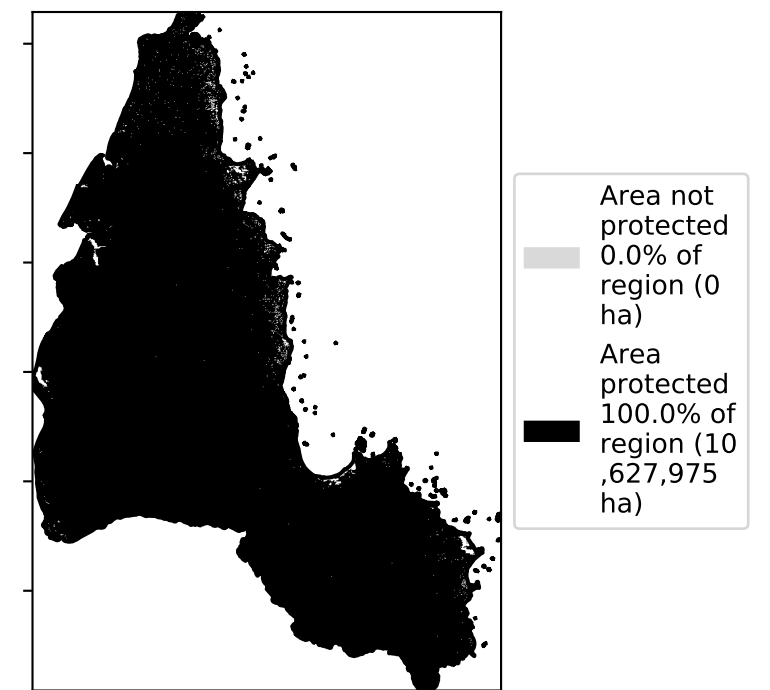 Area not
protected
0.0% of
region (0
ha)
Area
protected
100.0% of
region (10
,627,975
ha)